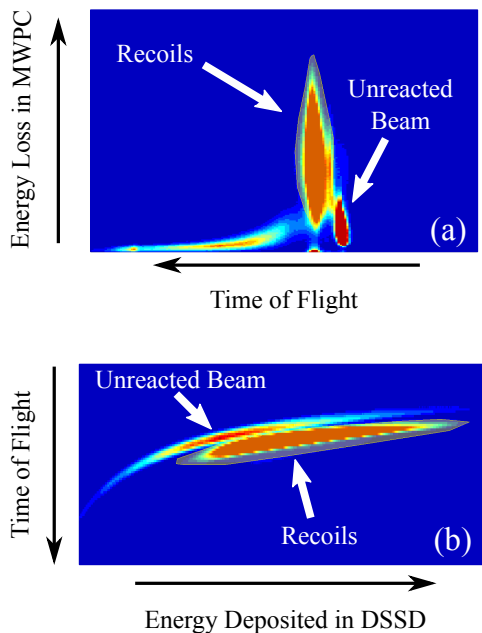 Energy Loss in MWPC
Recoils
Unreacted
Beam
(a)
Time of Flight
Time of Flight
Unreacted Beam
Recoils
(b)
Energy Deposited in DSSD